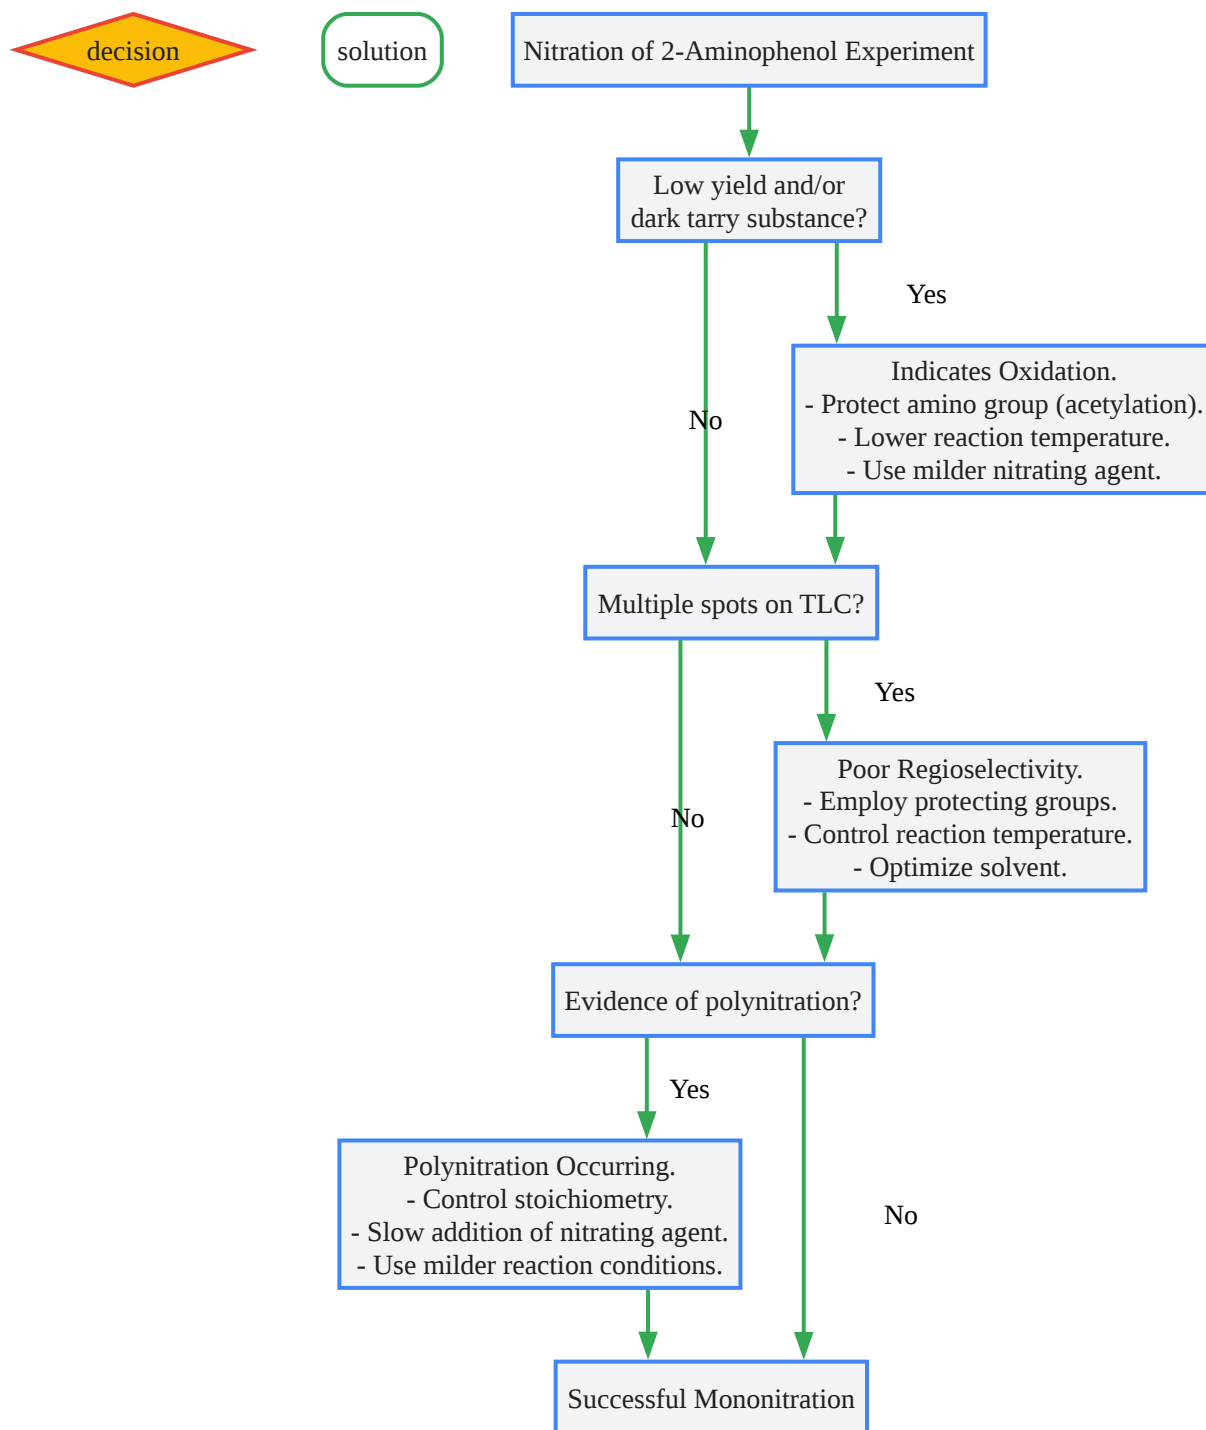 decision
solution
Nitration of 2-Aminophenol Experiment
Low yield and/or
dark tarry substance?
Yes
Indicates Oxidation.
- Protect amino group (acetylation).
- Lower reaction temperature.
- Use milder nitrating agent.
No
Multiple spots on TLC?
Yes
Poor Regioselectivity.
- Employ protecting groups.
- Control reaction temperature.
- Optimize solvent.
No
Evidence of polynitration?
Yes
Polynitration Occurring.
- Control stoichiometry.
- Slow addition of nitrating agent.
- Use milder reaction conditions.
No
Successful Mononitration